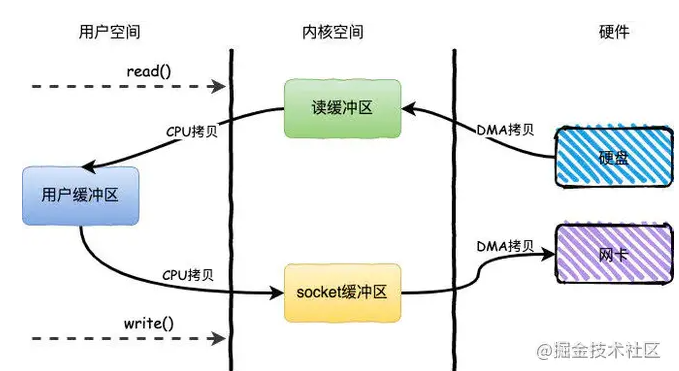 用户空间
内核空间
硬件
read()
读缓冲区
CPU拷贝
DMA拷贝
硬盘
用户缓冲区
DMA拷贝
网卡
CPU拷贝
socket缓冲区
write()
@掘金技术社区